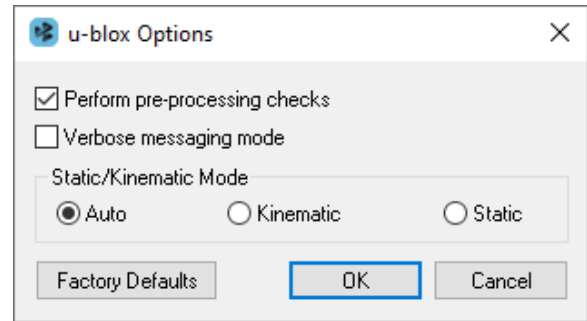 u-blox Options
Perform pre-processing checks
Verbose messaging mode
Static/Kinematic Mode
Auto Kinematic Static
Factory Defaults OK Cancel